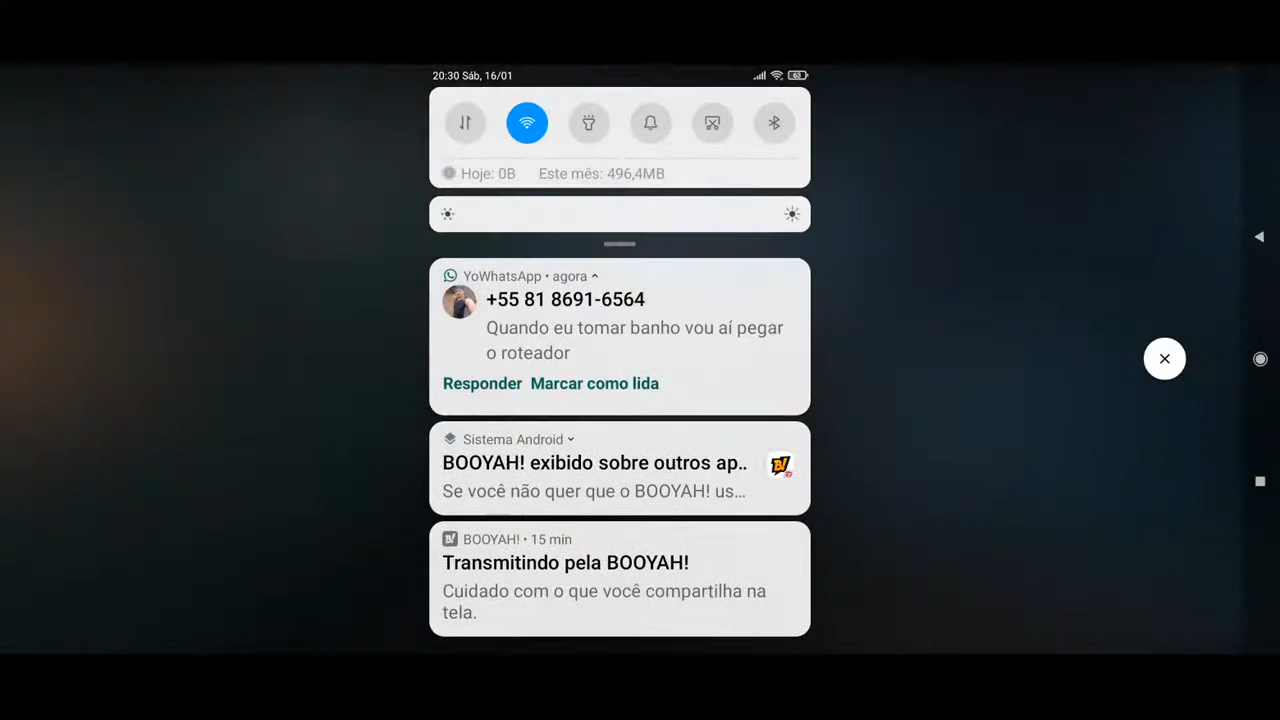 20:30 Sáb, 16/01
63
Hoje: 0B Este mês: 496,4MB
YoWhatsApp • agora
+55 81 8691-6564
Quando eu tomar banho vou aí pegar
o roteador
Responder Marcar como lida
Sistema Android
BOOYAH! exibido sobre outros ap..
B!
Se você não quer que o BOOYAH! us...
B! BOOYAH! • 15 min
Transmitindo pela BOOYAH!
Cuidado com o que você compartilha na
tela.